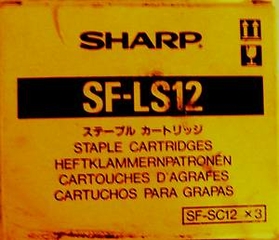 SHARP
SF-LS12
ステープル カートリッジ
STAPLE CARTRIDGES
HEFTKLAMMERNPATRONEN
CARTOUCHES D'AGRAFES
CARTUCHOS PARA GRAPAS
SF-SC12 ×3